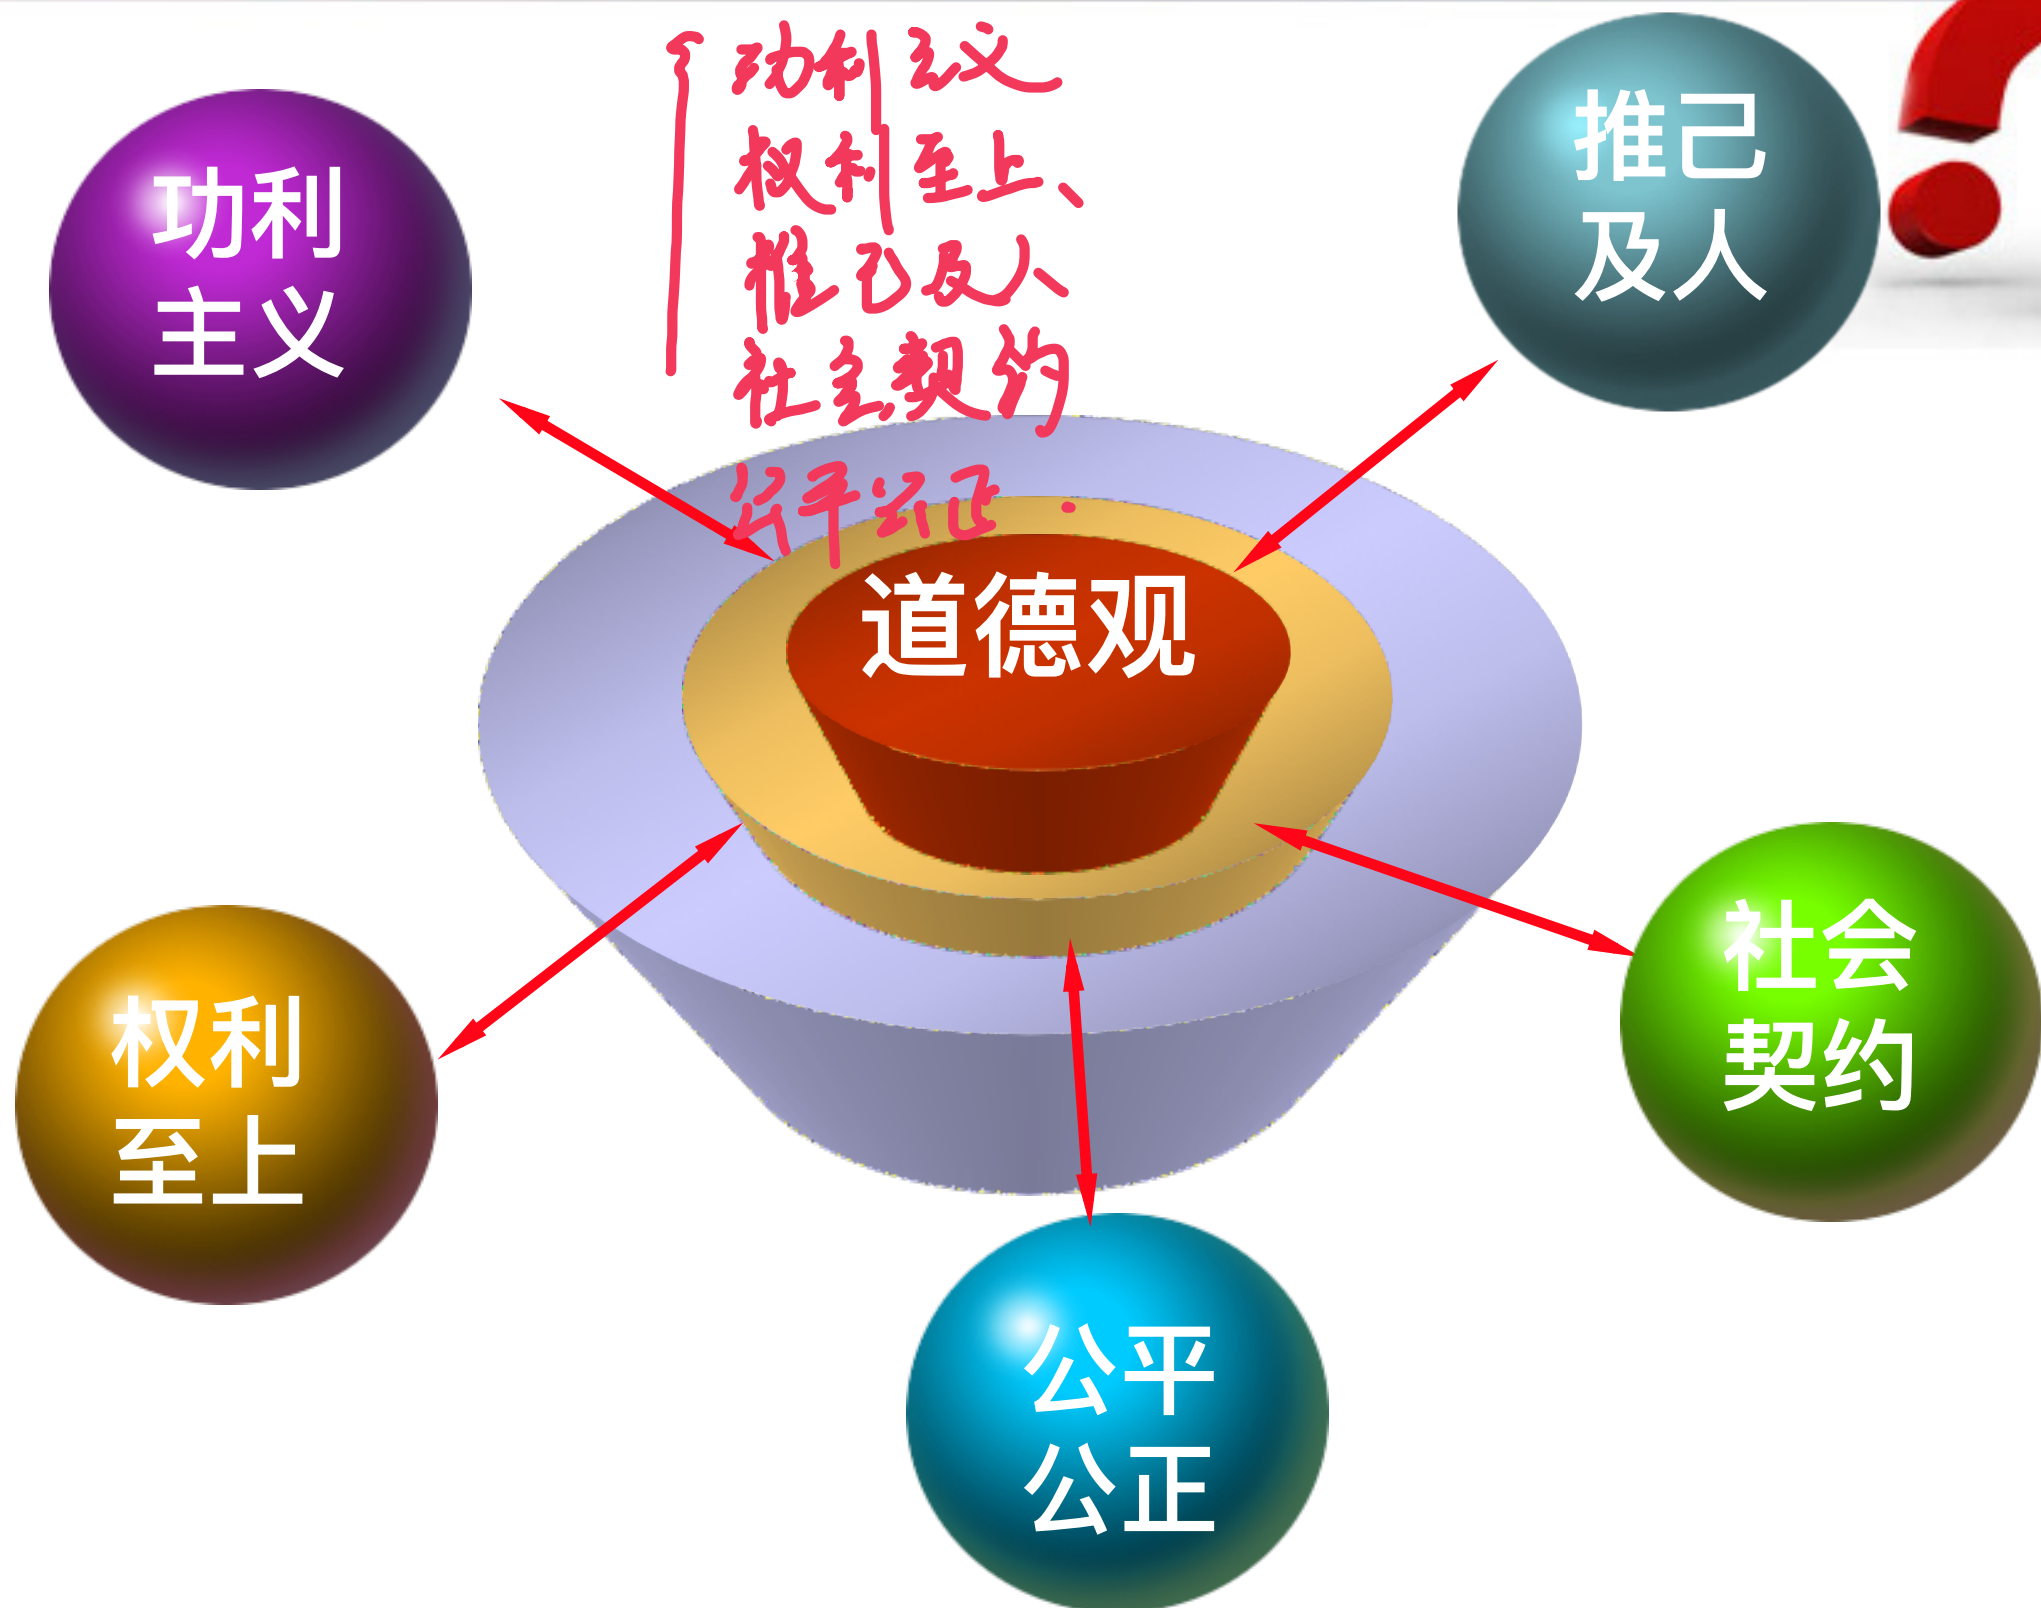 功利主义
权利至上、
推己及人
社会契约
公平公正.
功利
主义
推己
及人
道德观
权利
至上
社会
契约
公平
公正